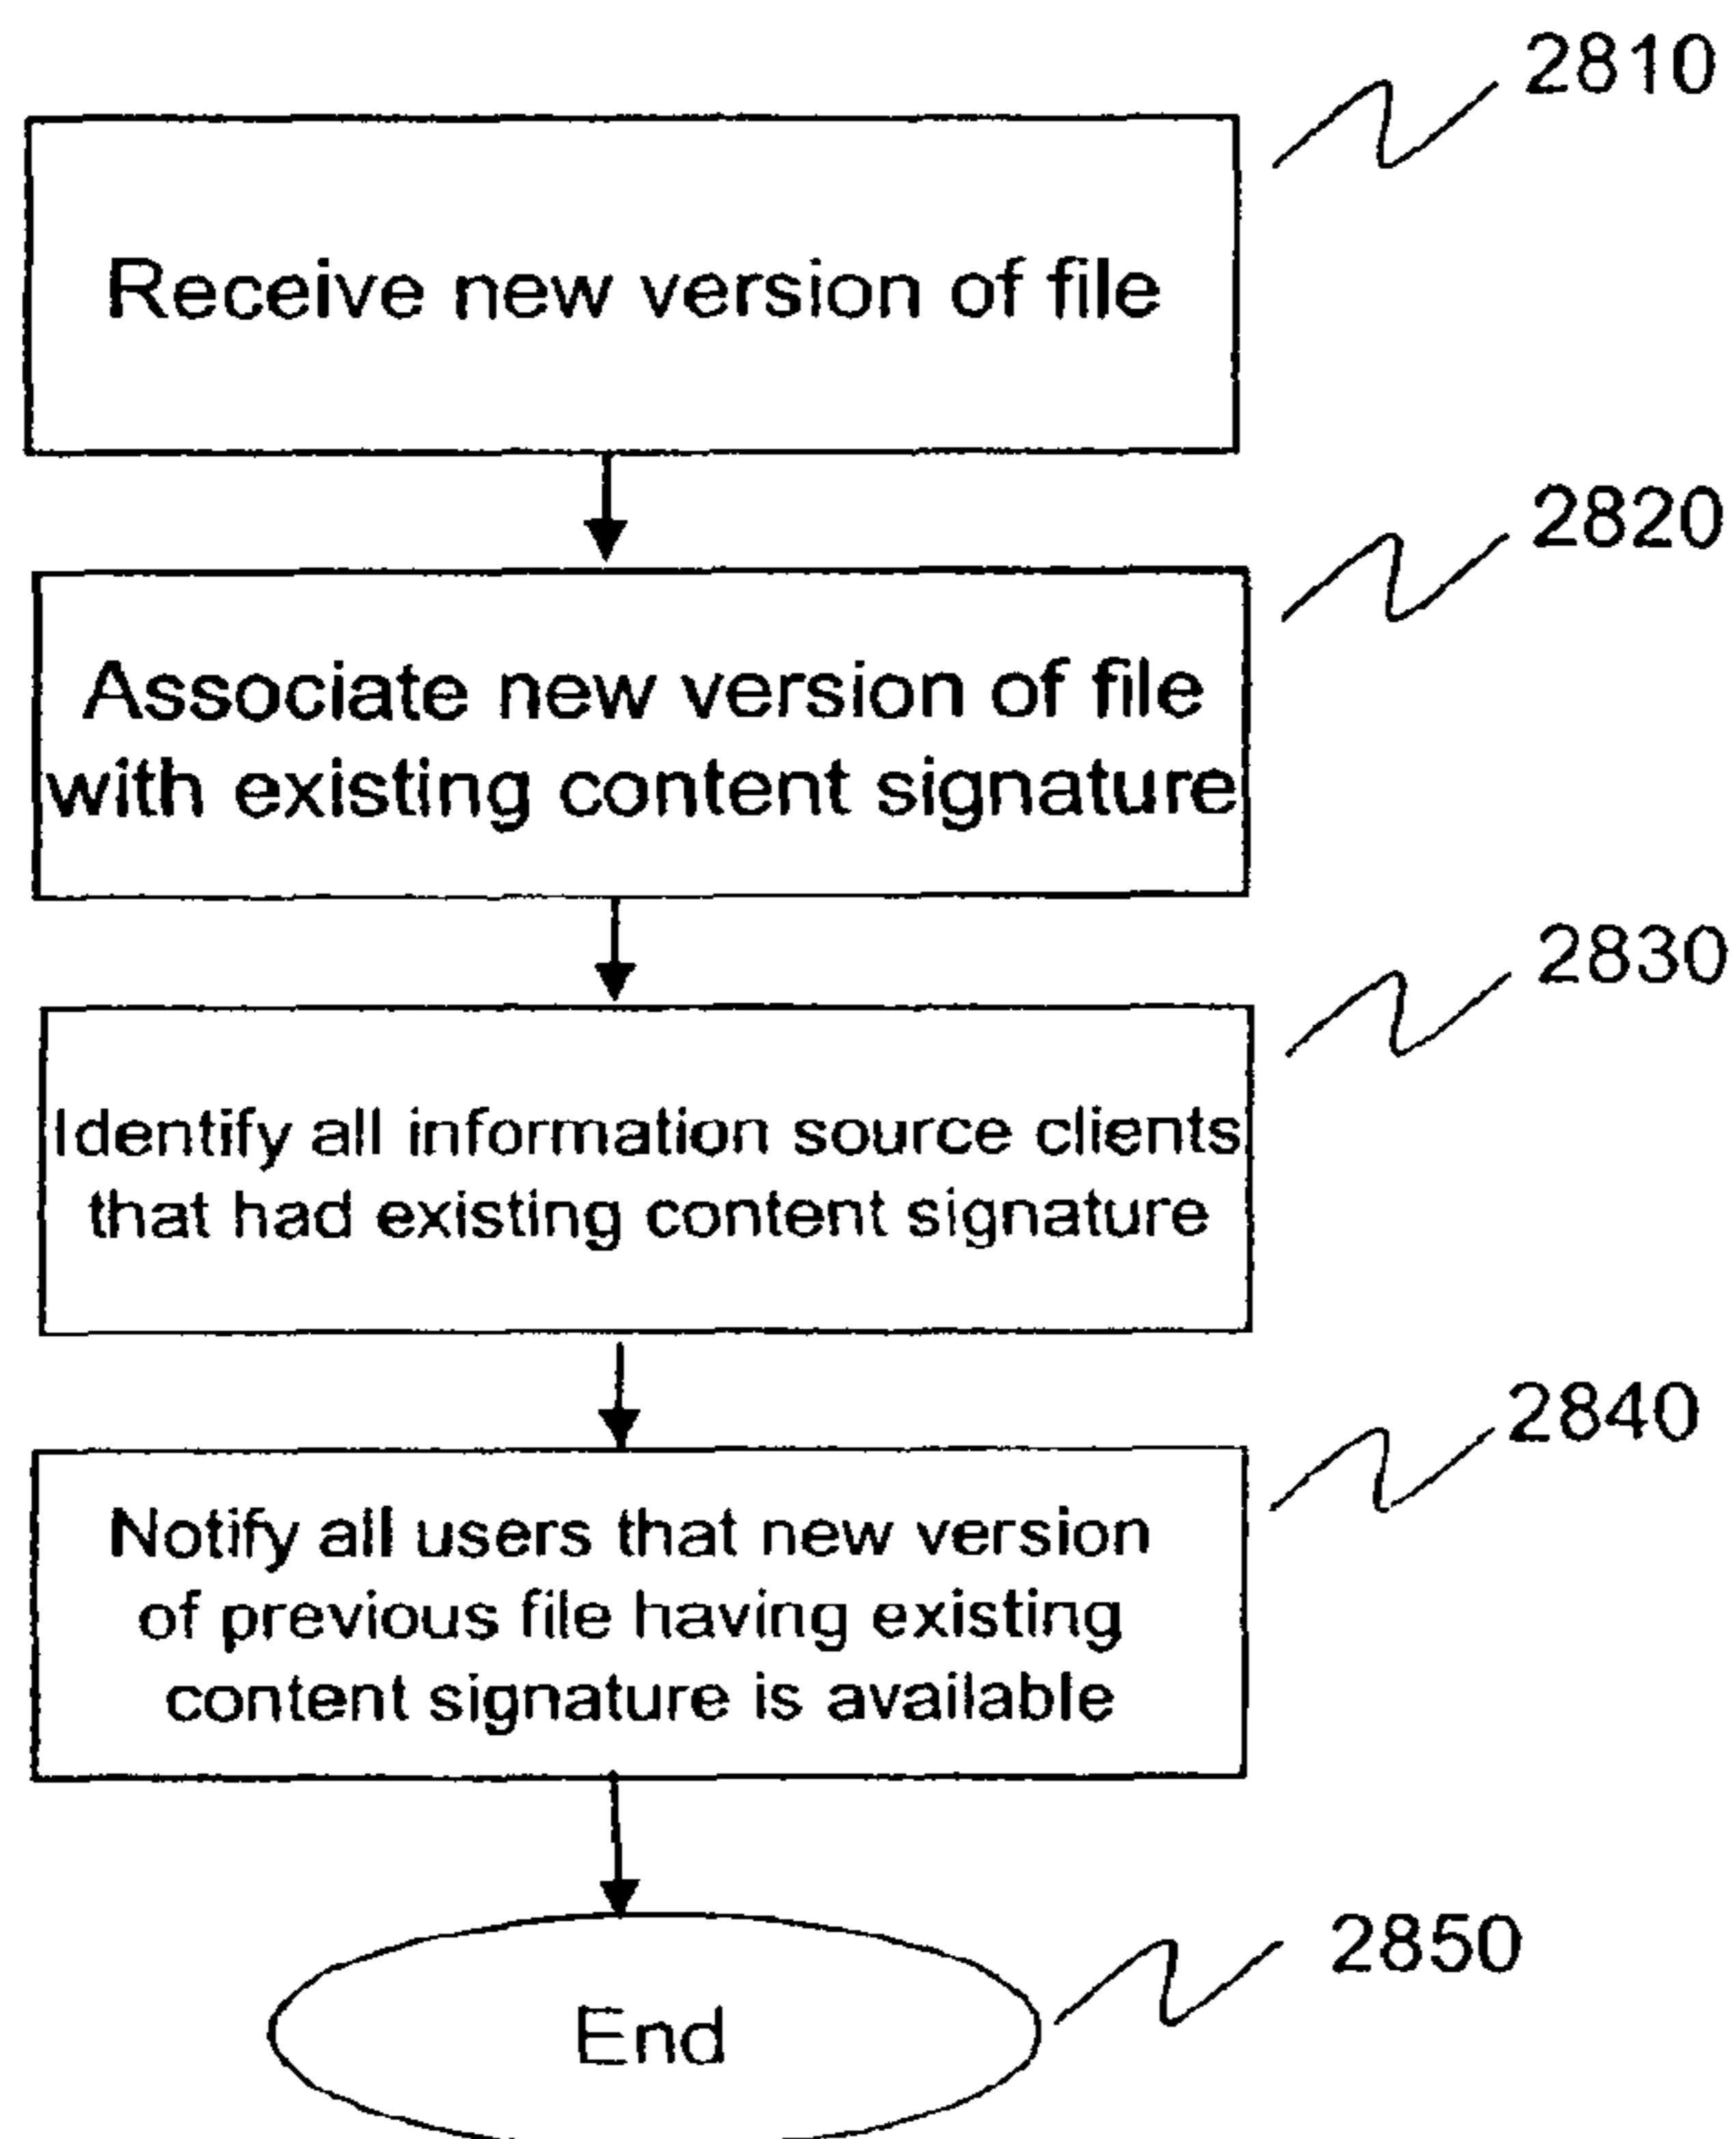 2810
Receive new version of file
2820
Associate new version of file
with existing content signature
2830
Identify all information source clients
that had existing content signature
2840
Notify all users that new version
of previous file having existing
content signature is available
2850
End